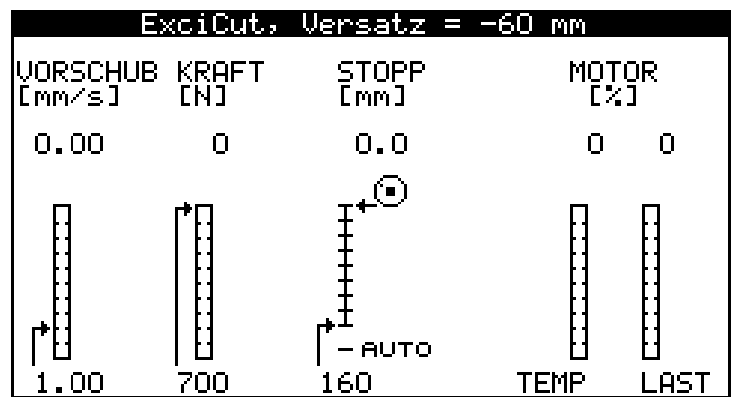 ExciCut, Versatz = -60 mm
VORSCHUB KRAFT STOPP MOTOR
[mm/s] [N] [mm] [%]
0.00 0 0.0 0 0
- AUTO
1.00 700 160 TEMP LAST